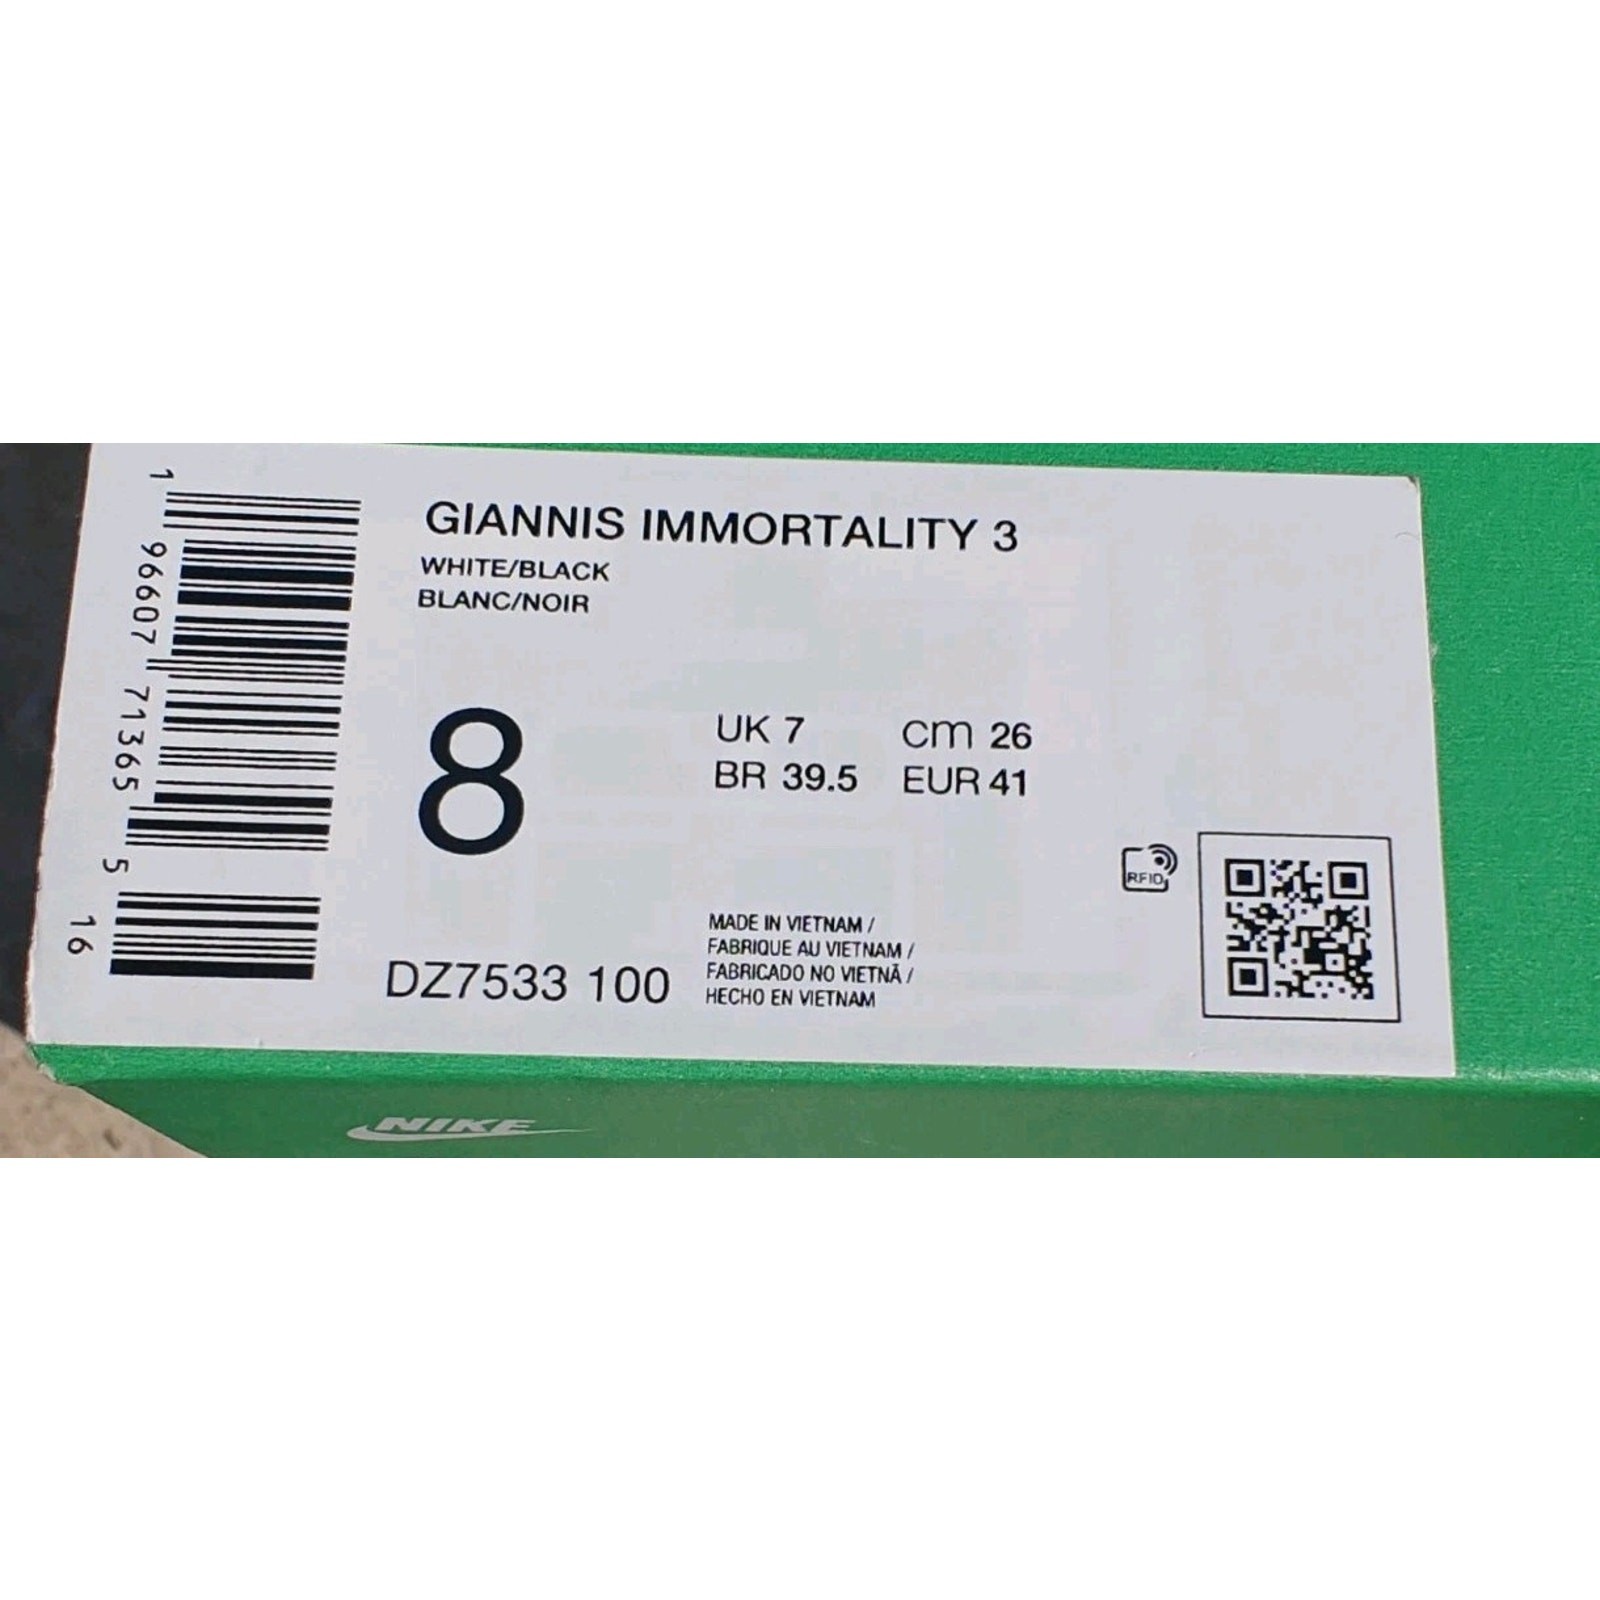 GIANNIS IMMORTALITY 3
WHITE/BLACK
BLANC/NOIR
8
UK 7
cm 26
BR 39.5
EUR 41
DZ7533 100
MADE IN VIETNAM /
FABRIQUE AU VIETNAM /
FABRICADO NO VIETNÃ /
HECHO EN VIETNAM
RFID
1 96607 71365 5
16
NIKE